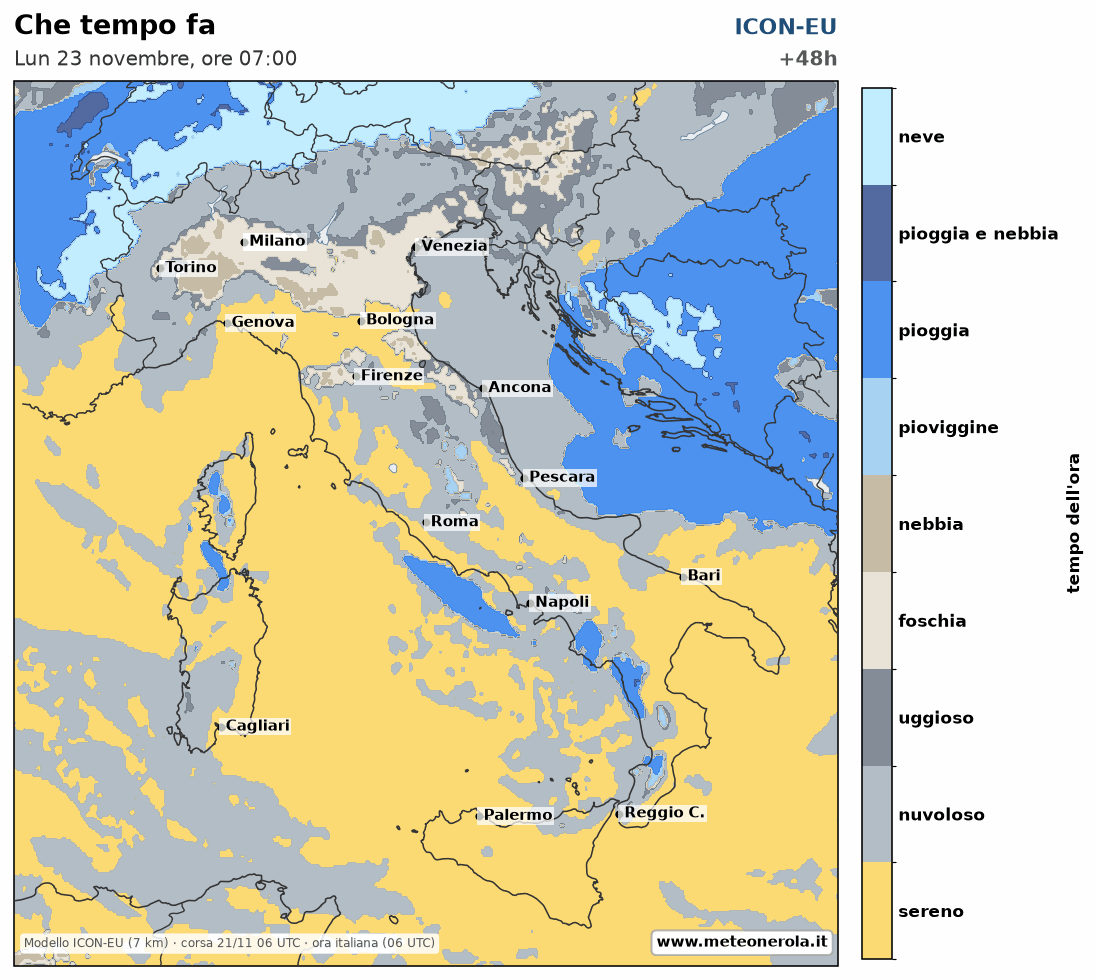 Che tempo fa
ICON-EU
Lun 23 novembre, ore 07:00
+48h
neve
pioggia e nebbia
pioggia
pioviggine
nebbia
foschia
uggioso
nuvoloso
sereno
tempo dell'ora
Milano
Venezia
Torino
Genova
Bologna
Firenze
Ancona
Pescara
Roma
Bari
Napoli
Cagliari
Palermo
Reggio C.
Modello ICON-EU (7 km) · corsa 21/11 06 UTC · ora italiana (06 UTC)
www.meteonerola.it